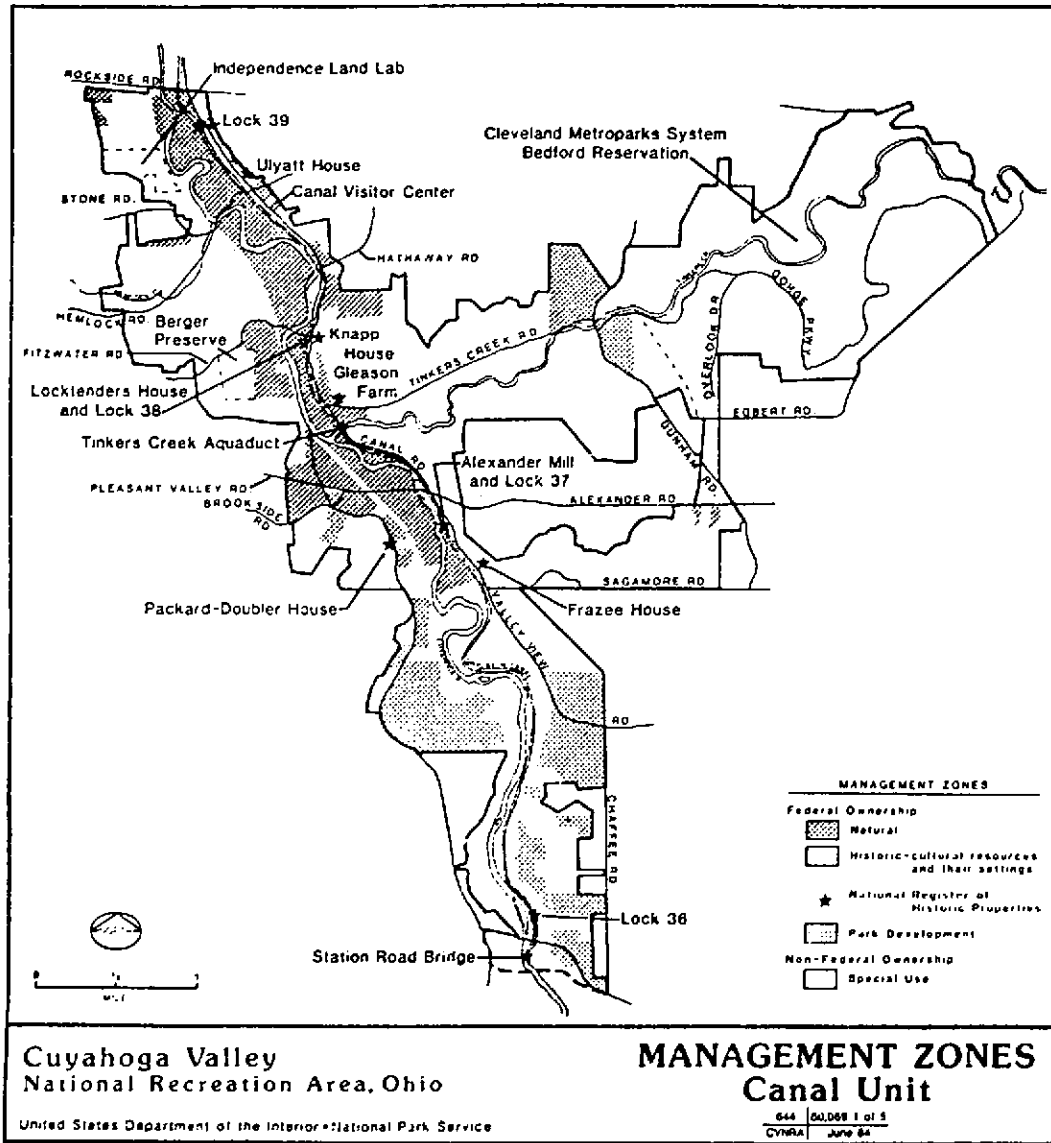 ROCKSIDE RD.
Independence Land Lab
Lock 39
Ulyatt House
Canal Visitor Center
Cleveland Metroparks System
Bedford Reservation
STONE RD.
HATHAWAY RD
HEMLOCK RD.
Berger
Preserve
FITZWATER RD
Knapp
House
Gleason
Farm
TINKERS CREEK RD
OVERLOOK DR
PKWY
Locktenders House
and Lock 38
EGBERT RD.
Tinkers Creek Aquaduct
CANAL RD
DUNHAM RD.
Alexander Mill
and Lock 37
PLEASANT VALLEY RD.
ALEXANDER RD
BROOKSIDE
RD
SAGAMORE RD
Packard-Doubler House
Frazee House
VALLEY VIEW
RD
CHAFFEE RD
Lock 36
Station Road Bridge
MANAGEMENT ZONES
Federal Ownership
Natural
Historic-cultural resources
and their settings
National Register of
Historic Properties
Park Development
Non-Federal Ownership
Special Use
MILE
Cuyahoga Valley
National Recreation Area, Ohio
United States Department of the Interior • National Park Service
MANAGEMENT ZONES
Canal Unit
644
CVNRA
June 84